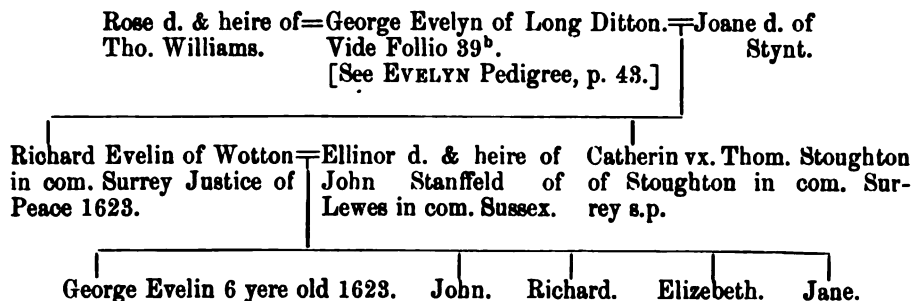 Rose d. & heire of=George Evelyn of Long Ditton.=Joane d. of
Tho. Williams. Vide Follio 39b. Stynt.
[See EVELYN Pedigree, p. 43.]
Richard Evelin of Wotton=Ellinor d. & heire of Catherin vx. Thom. Stoughton
in com. Surrey Justice of John Stanffeld of of Stoughton in com. Sur-
Peace 1623. Lewes in com. Sussex. rey s.p.
George Evelin 6 yere old 1623. John. Richard. Elizebeth. Jane.